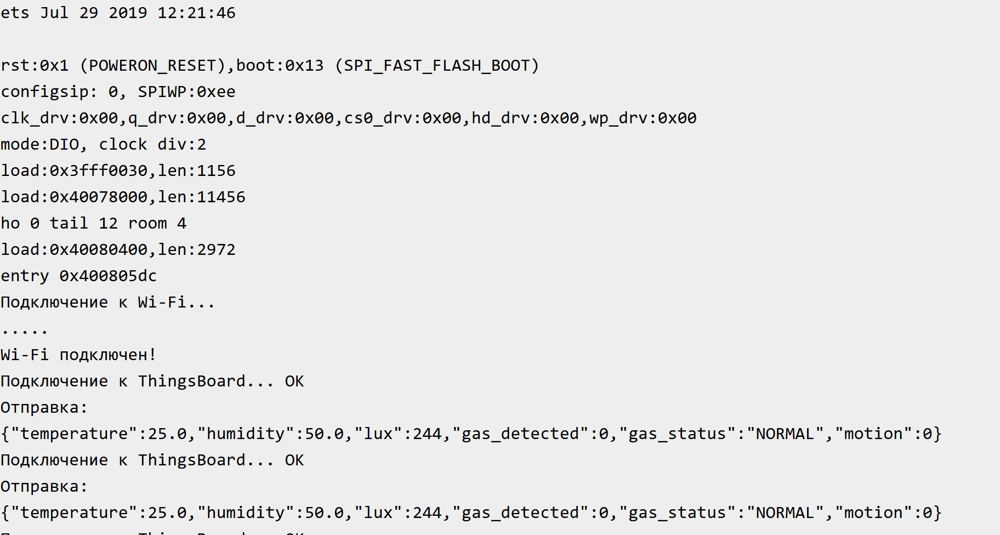 ets Jul 29 2019 12:21:46
rst:0x1 (POWERON_RESET),boot:0x13 (SPI_FAST_FLASH_BOOT)
configsip: 0, SPIWP:0xee
clk_drv:0x00,q_drv:0x00,d_drv:0x00,cs0_drv:0x00,hd_drv:0x00,wp_drv:0x00
mode:DIO, clock div:2
load:0x3fff0030,len:1156
load:0x40078000,len:11456
ho 0 tail 12 room 4
load:0x40080400,len:2972
entry 0x400805dc
Подключение к Wi-Fi...
.....
Wi-Fi подключен!
Подключение к ThingsBoard... OK
Отправка:
{"temperature":25.0,"humidity":50.0,"lux":244,"gas_detected":0,"gas_status":"NORMAL","motion":0}
Подключение к ThingsBoard... OK
Отправка:
{"temperature":25.0,"humidity":50.0,"lux":244,"gas_detected":0,"gas_status":"NORMAL","motion":0}